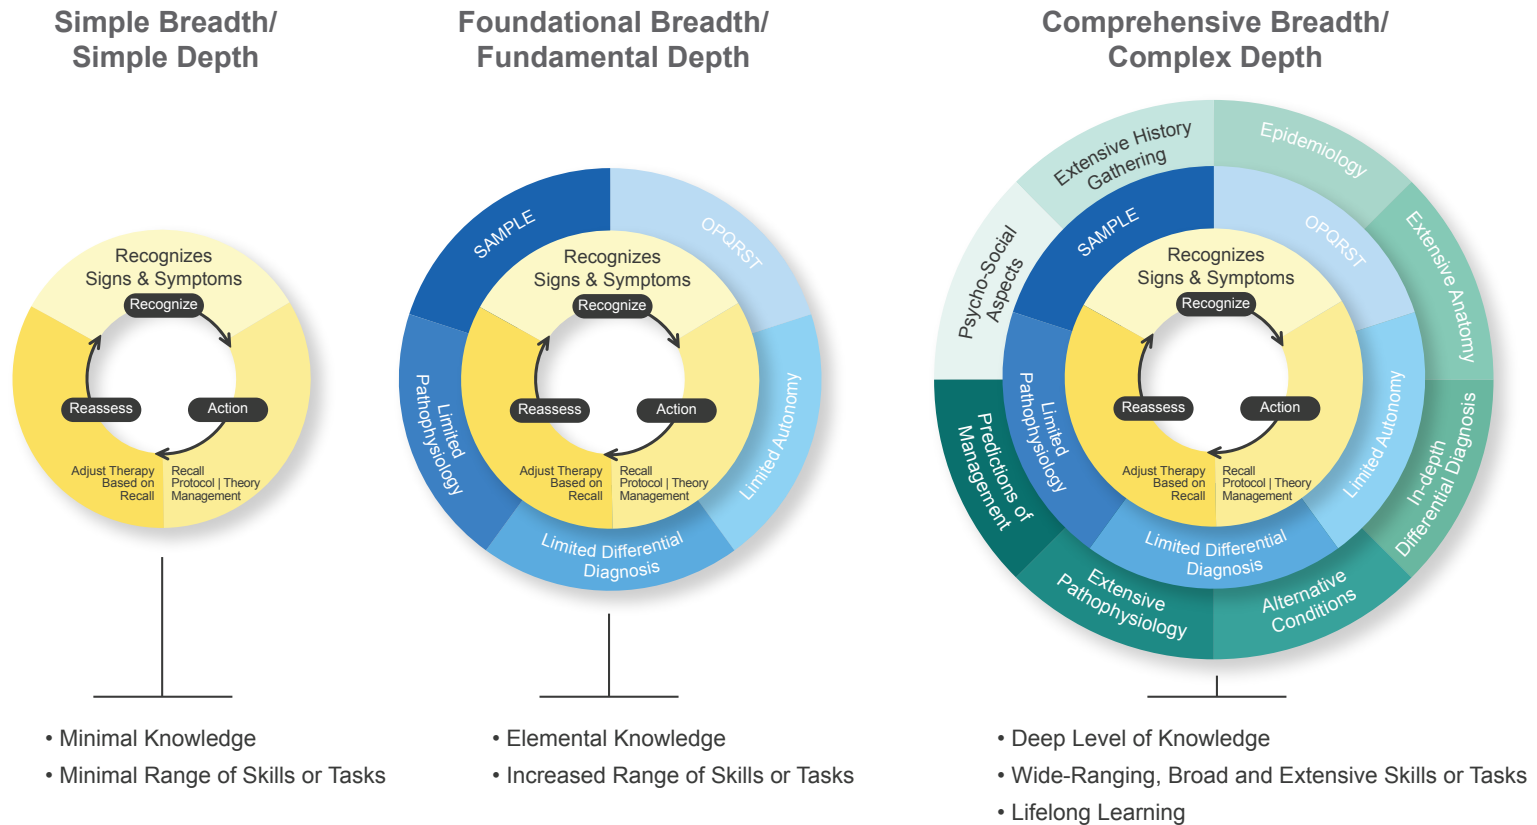 Simple Breadth/
Simple Depth
Recognizes
Signs & Symptoms
Recognize
Reassess
Action
Adjust Therapy
Based on
Recall
Recall
Protocol | Theory
Management
• Minimal Knowledge
• Minimal Range of Skills or Tasks
Foundational Breadth/
Fundamental Depth
SAMPLE
OPQRST
Recognizes
Signs & Symptoms
Recognize
Reassess
Action
Adjust Therapy
Based on
Recall
Recall
Protocol | Theory
Management
Limited
Pathophysiology
Limited Autonomy
Limited Differential
Diagnosis
• Elemental Knowledge
• Increased Range of Skills or Tasks
Comprehensive Breadth/
Complex Depth
Extensive History
Gathering
Epidemiology
Psycho-Social
Aspects
Extensive Anatomy
SAMPLE
OPQRST
Recognizes
Signs & Symptoms
Recognize
Reassess
Action
Adjust Therapy
Based on
Recall
Recall
Protocol | Theory
Management
Limited
Pathophysiology
Limited Autonomy
Limited Differential
Diagnosis
Predictions of
Management
In-depth
Differential Diagnosis
Extensive
Pathophysiology
Alternative
Conditions
• Deep Level of Knowledge
• Wide-Ranging, Broad and Extensive Skills or Tasks
• Lifelong Learning